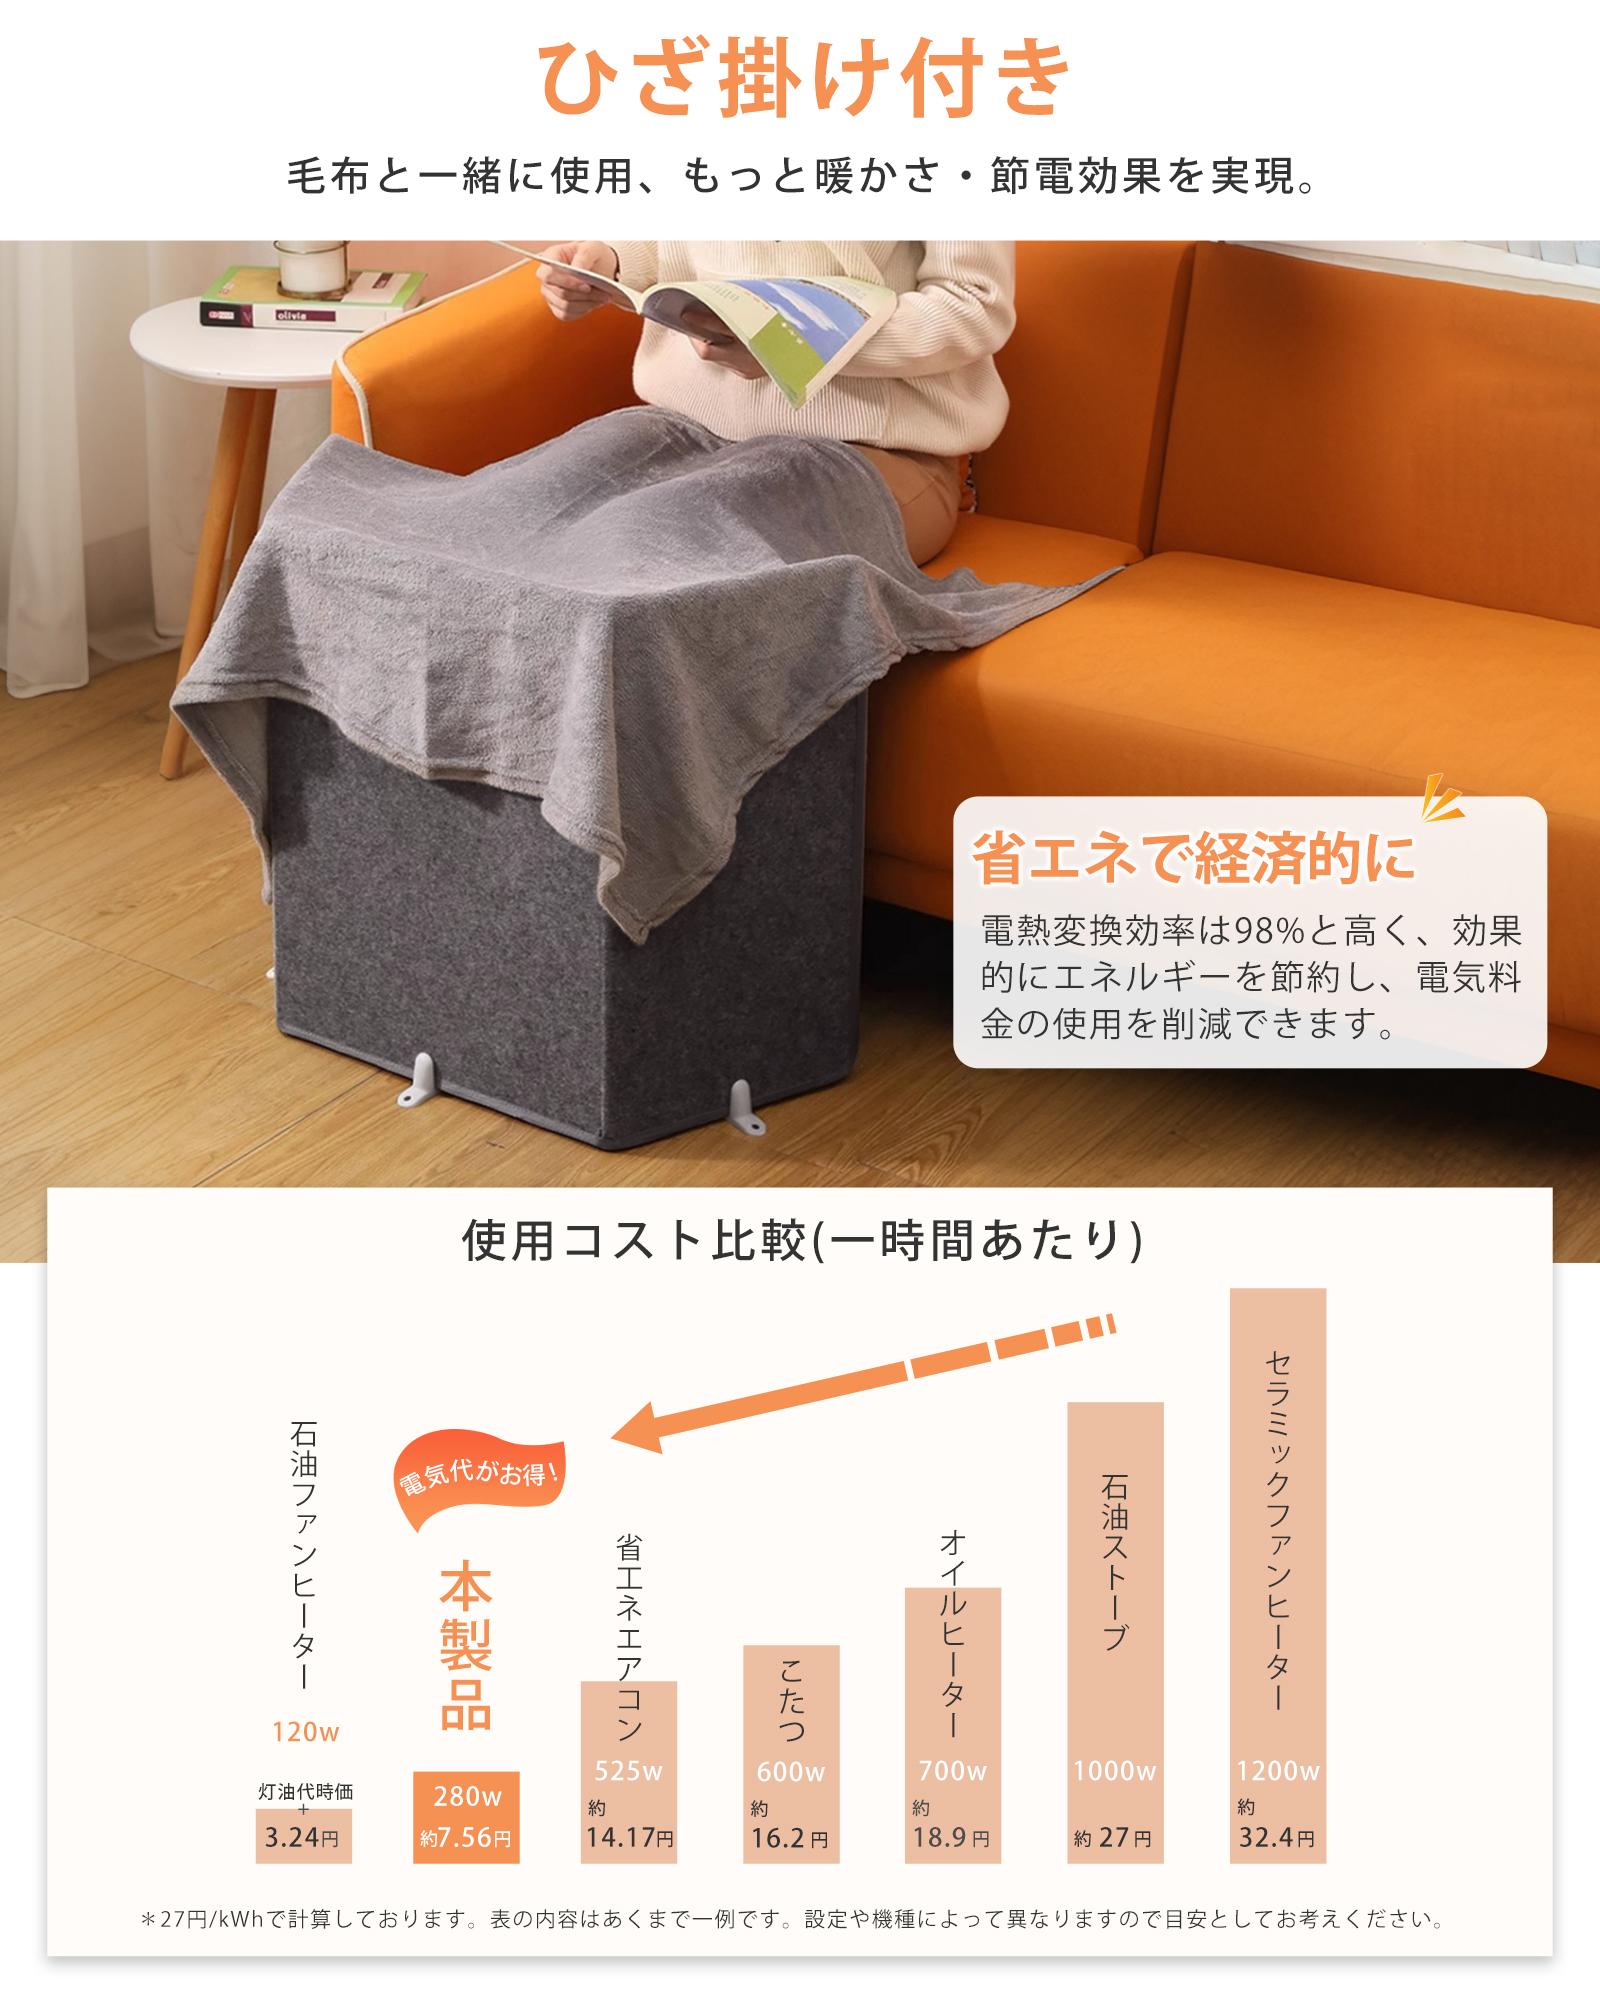 ひざ掛け付き
毛布と一緒に使用、もっと暖かさ・節電効果を実現。
olivia
省エネで経済的に
電熱変換効率は98%と高く、効果
的にエネルギーを節約し、電気料
金の使用を削減できます。
使用コスト比較(一時間あたり)
石油ファンヒーター
120w
灯油代時価
+
3.24円
電気代がお得!
本製品
280w
約7.56円
省エネエアコン
525w
約
14.17円
こたつ
600w
約
16.2円
オイルヒーター
700w
約
18.9円
石油ストーブ
1000w
約27円
セラミックファンヒーター
1200w
約
32.4円
＊27円/kWhで計算しております。表の内容はあくまで一例です。設定や機種によって異なりますので目安としてお考えください。